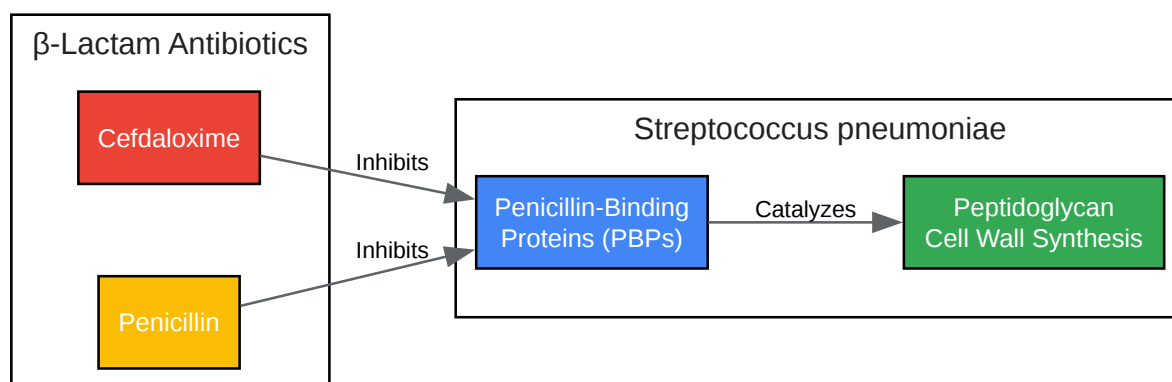 β-Lactam Antibiotics
Cefdaloxime
Penicillin
Inhibits
Inhibits
Streptococcus pneumoniae
Penicillin-Binding
Proteins (PBPs)
Catalyzes
Peptidoglycan
Cell Wall Synthesis